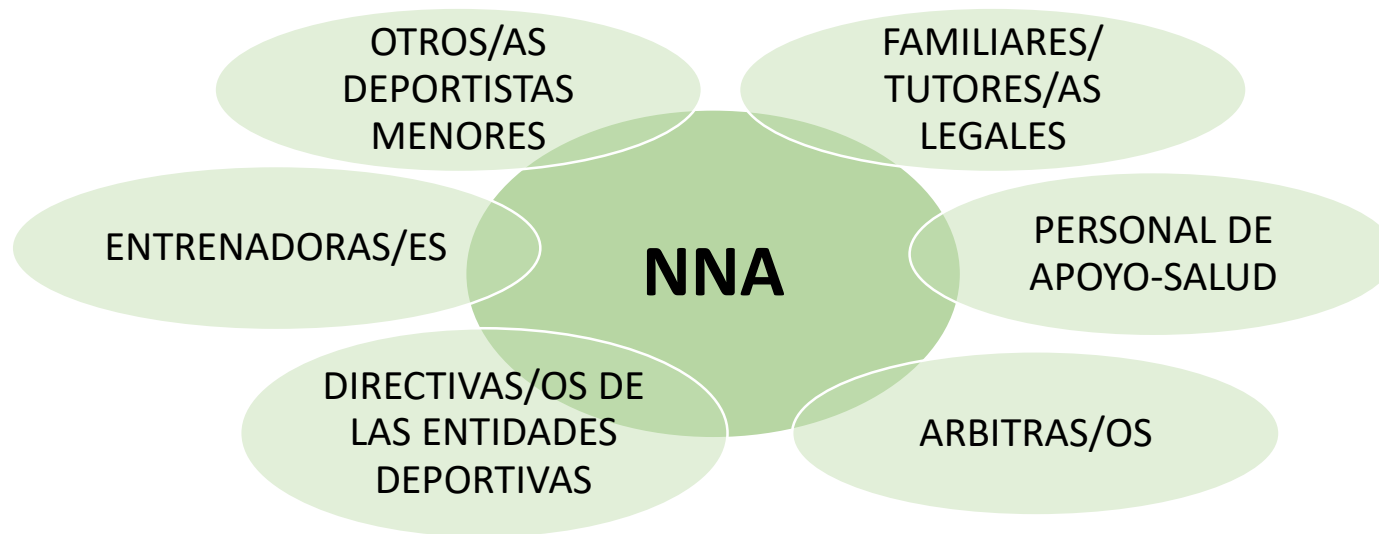 OTROS/AS
DEPORTISTAS
MENORES
FAMILIARES/
TUTORES/AS
LEGALES
ENTRENADORAS/ES
NNA
PERSONAL DE
APOYO-SALUD
DIRECTIVAS/OS DE
LAS ENTIDADES
DEPORTIVAS
ARBITRAS/OS